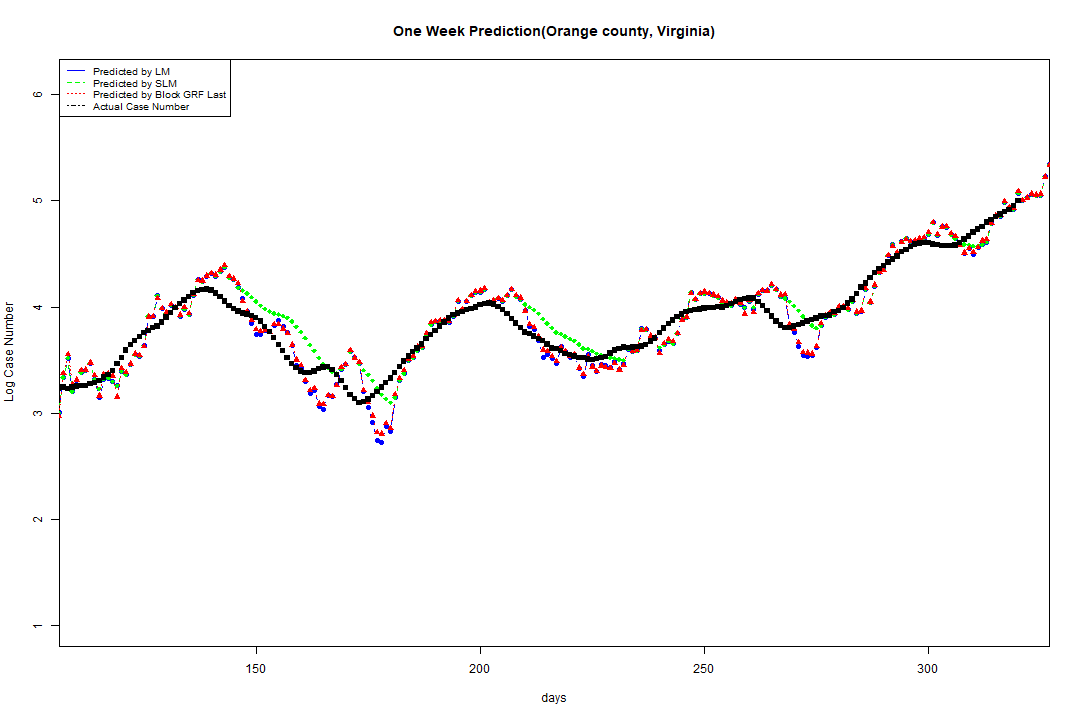 One Week Prediction(Orange county, Virginia)
Predicted by LM
Predicted by SLM
Predicted by Block GRF Last
Actual Case Number
6
5
4
3
2
1
Log Case Number
150
200
250
300
days